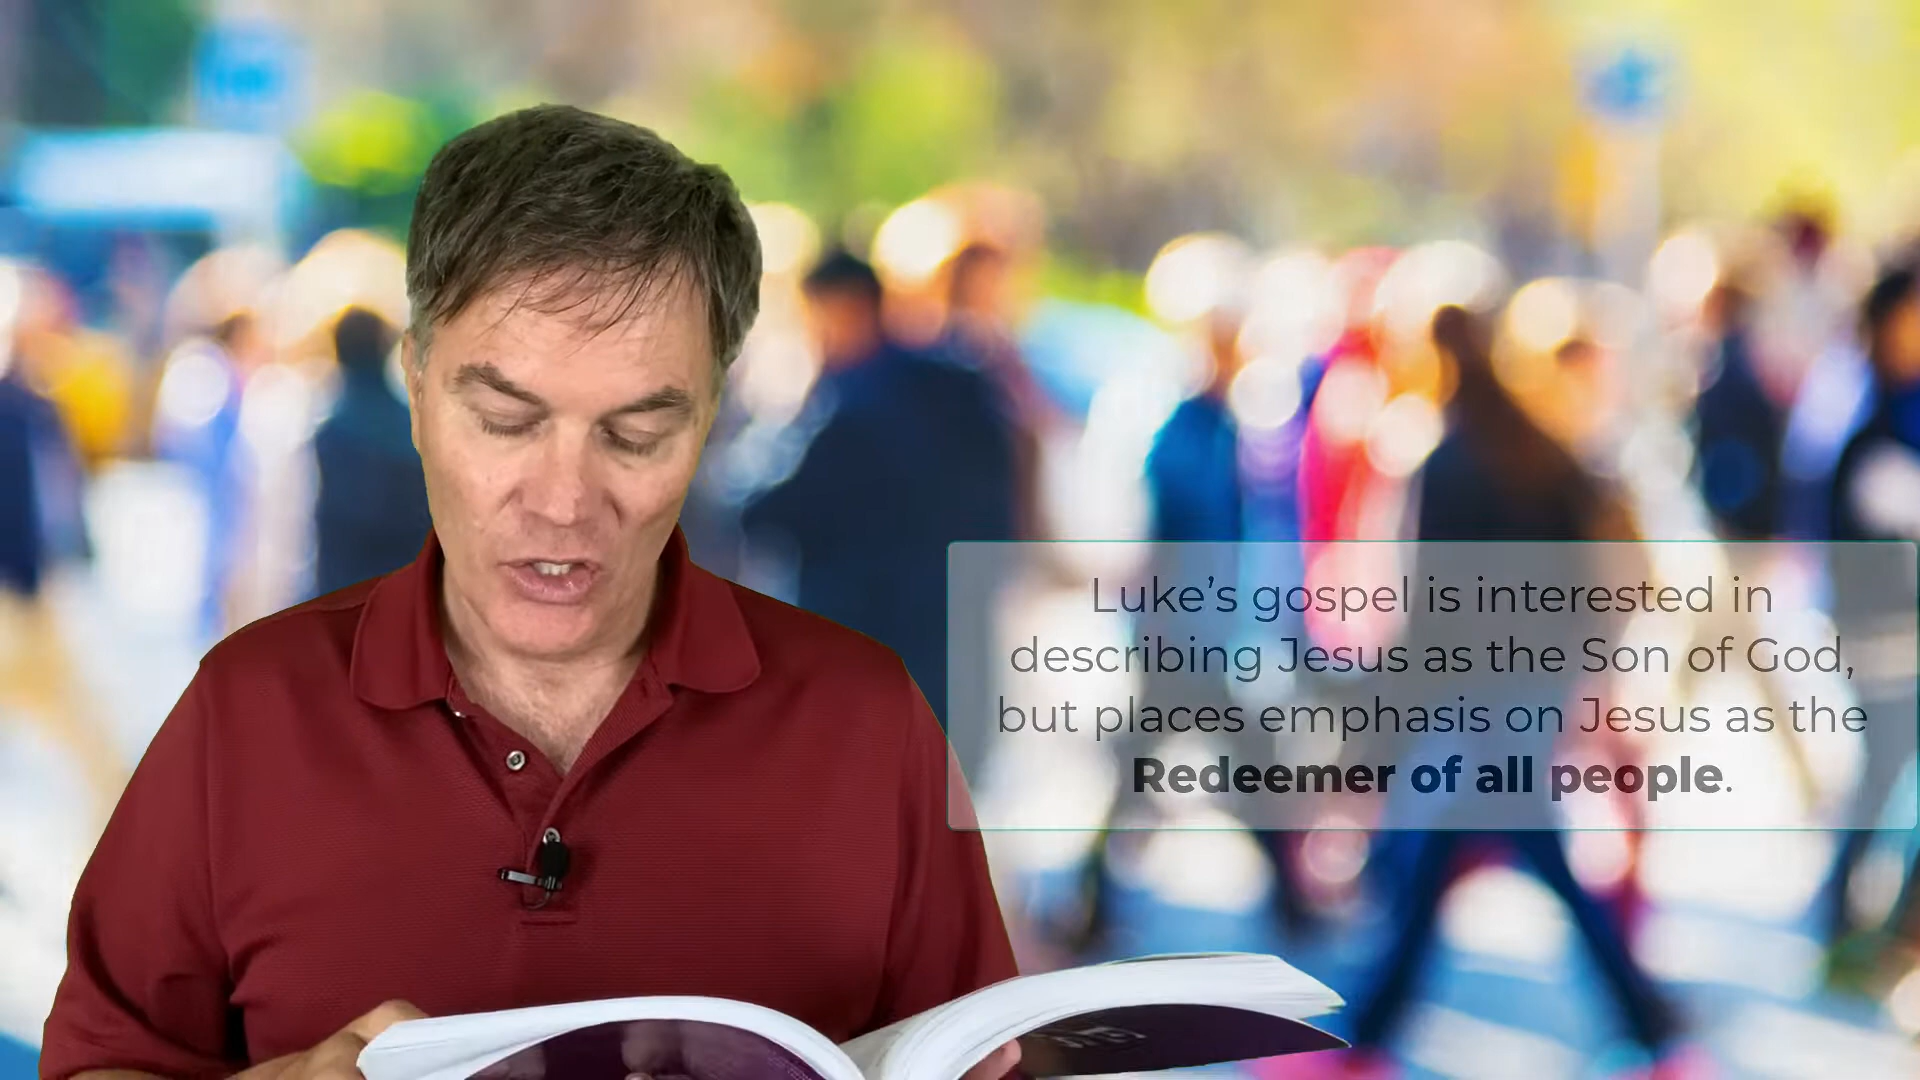 Luke’s gospel is interested in
describing Jesus as the Son of God,
but places emphasis on Jesus as the
Redeemer of all people.